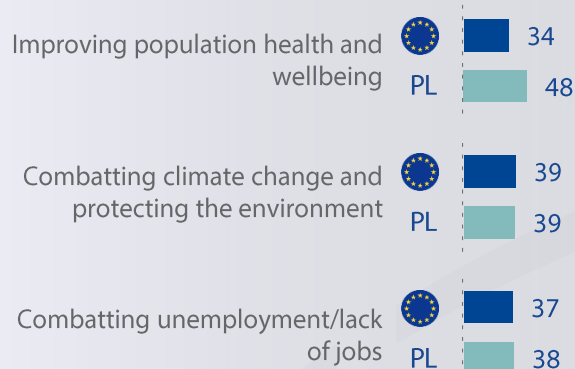 Improving population health and
wellbeing
34
PL 48
Combatting climate change and
protecting the environment
39
PL 39
Combatting unemployment/lack
of jobs
37
PL 38